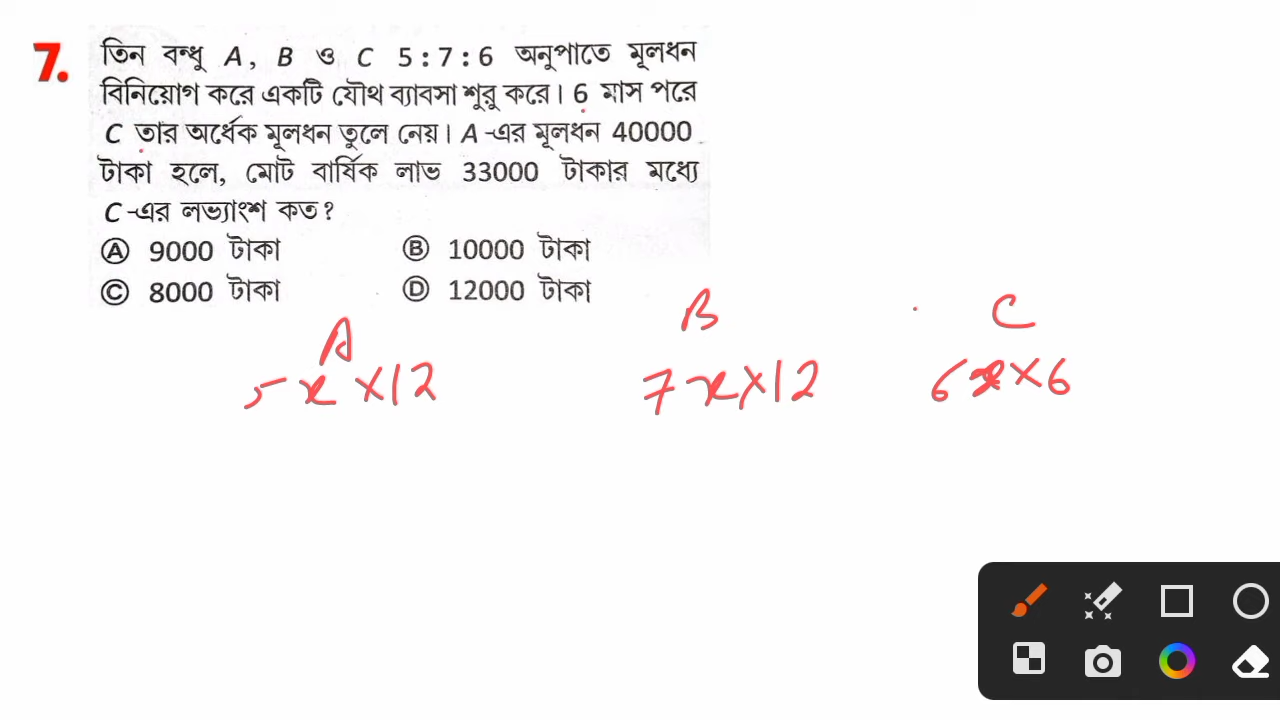 7. তিন বন্ধু A, B ও C 5 : 7 : 6 অনুপাতে মূলধন
বিনিয়োগ করে একটি যৌথ ব্যাবসা শুরু করে। 6 মাস পরে
C তার অর্ধেক মূলধন তুলে নেয়। A-এর মূলধন 40000
টাকা হলে, মোট বার্ষিক লাভ 33000 টাকার মধ্যে
C-এর লভ্যাংশ কত?
Ⓐ 9000 টাকা Ⓑ 10000 টাকা
Ⓒ 8000 টাকা Ⓓ 12000 টাকা
A B C
5x×12 7x×12 6x×6